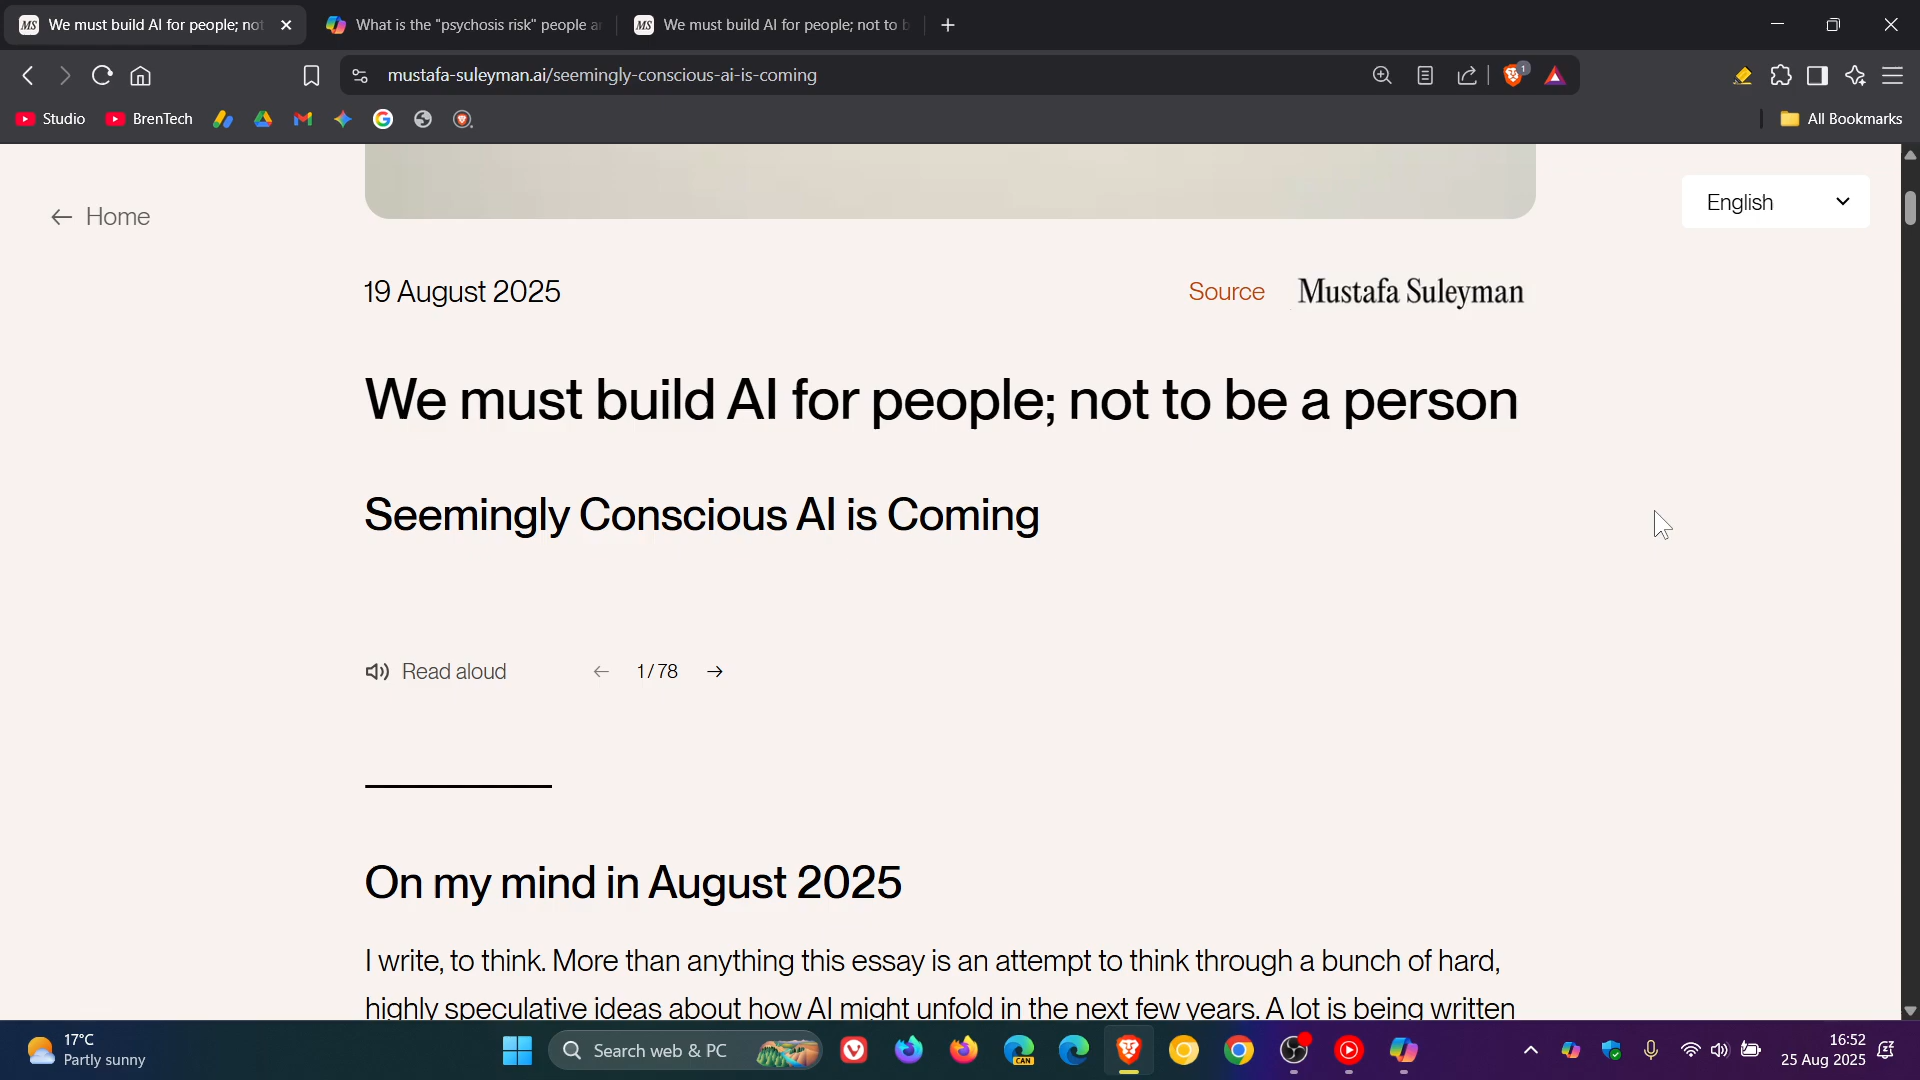 We must build AI for people; not
What is the "psychosis risk" people a
We must build AI for people; not to b
mustafa-suleyman.ai/seemingly-conscious-ai-is-coming
1
Studio
BrenTech
All Bookmarks
Home
English
19 August 2025
Source
Mustafa Suleyman
We must build AI for people; not to be a person
Seemingly Conscious AI is Coming
Read aloud
1/78
On my mind in August 2025
I write, to think. More than anything this essay is an attempt to think through a bunch of hard,
highly speculative ideas about how AI might unfold in the next few years. A lot is being written
17°C
Partly sunny
Search web & PC
CAN
16:52
25 Aug 2025